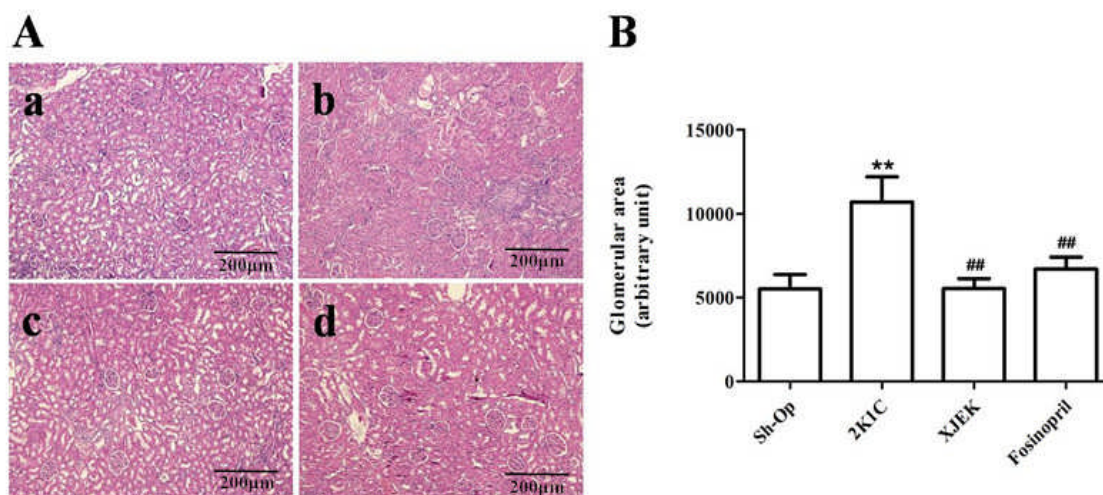 A
B
a
200μm
b
200μm
c
200μm
d
200μm
Glomerular area
(arbitrary unit)
15000
10000
5000
0
**
##
##
Sh-Op
2K1C
XJEK
Fosinopril